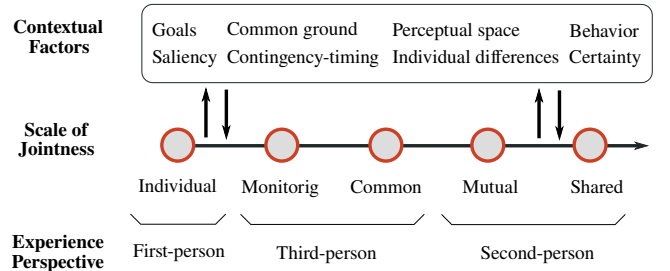 Contextual Factors
Goals Common ground Perceptual space Behavior
Saliency Contingency-timing Individual differences Certainty
Scale of Jointness
Individual Monitorig Common Mutual Shared
Experience Perspective
First-person Third-person Second-person